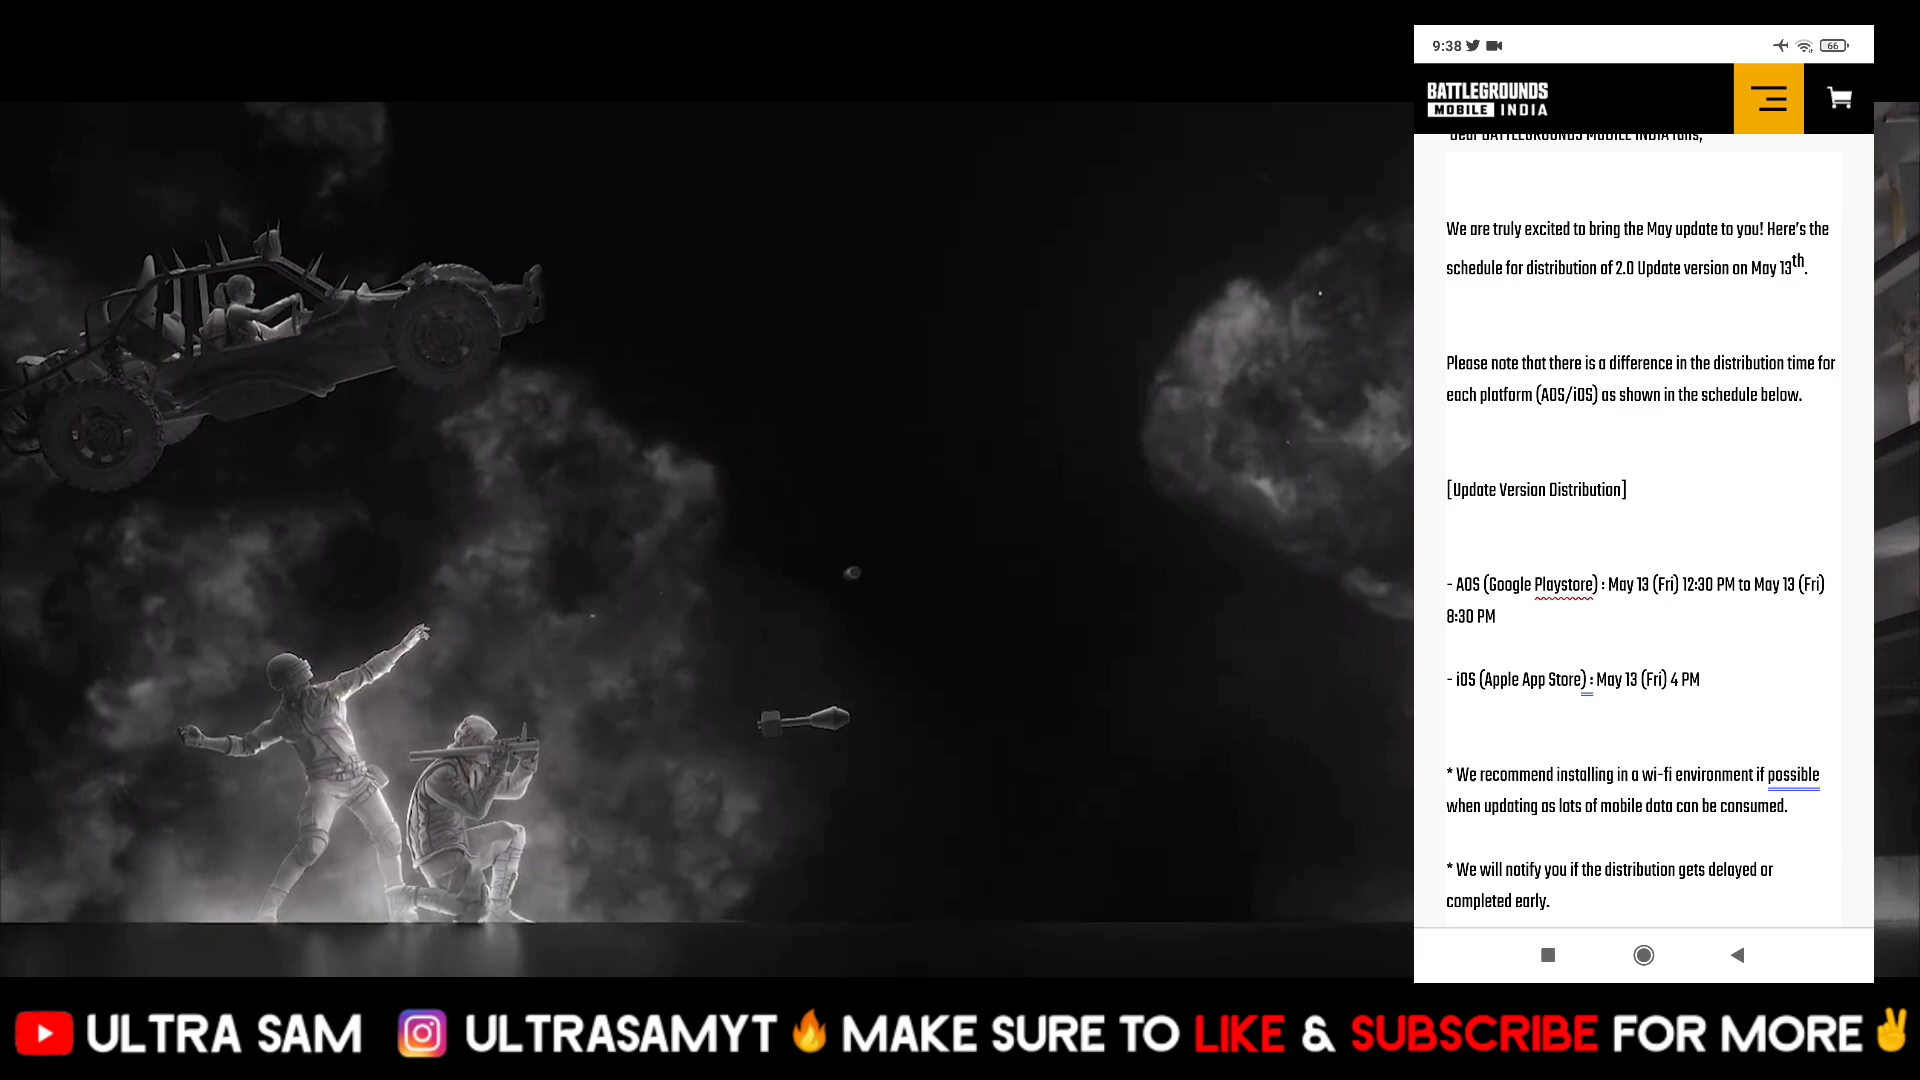 9:38
66
BATTLEGROUNDS
MOBILE INDIA
Dear BATTLEGROUNDS MOBILE INDIA fans,
We are truly excited to bring the May update to you! Here's the
schedule for distribution of 2.0 Update version on May 13th.
Please note that there is a difference in the distribution time for
each platform (AOS/iOS) as shown in the schedule below.
[Update Version Distribution]
- AOS (Google Playstore) : May 13 (Fri) 12:30 PM to May 13 (Fri)
8:30 PM
- iOS (Apple App Store) : May 13 (Fri) 4 PM
* We recommend installing in a wi-fi environment if possible
when updating as lots of mobile data can be consumed.
* We will notify you if the distribution gets delayed or
completed early.
ULTRA SAM ULTRASAMYT MAKE SURE TO LIKE & SUBSCRIBE FOR MORE